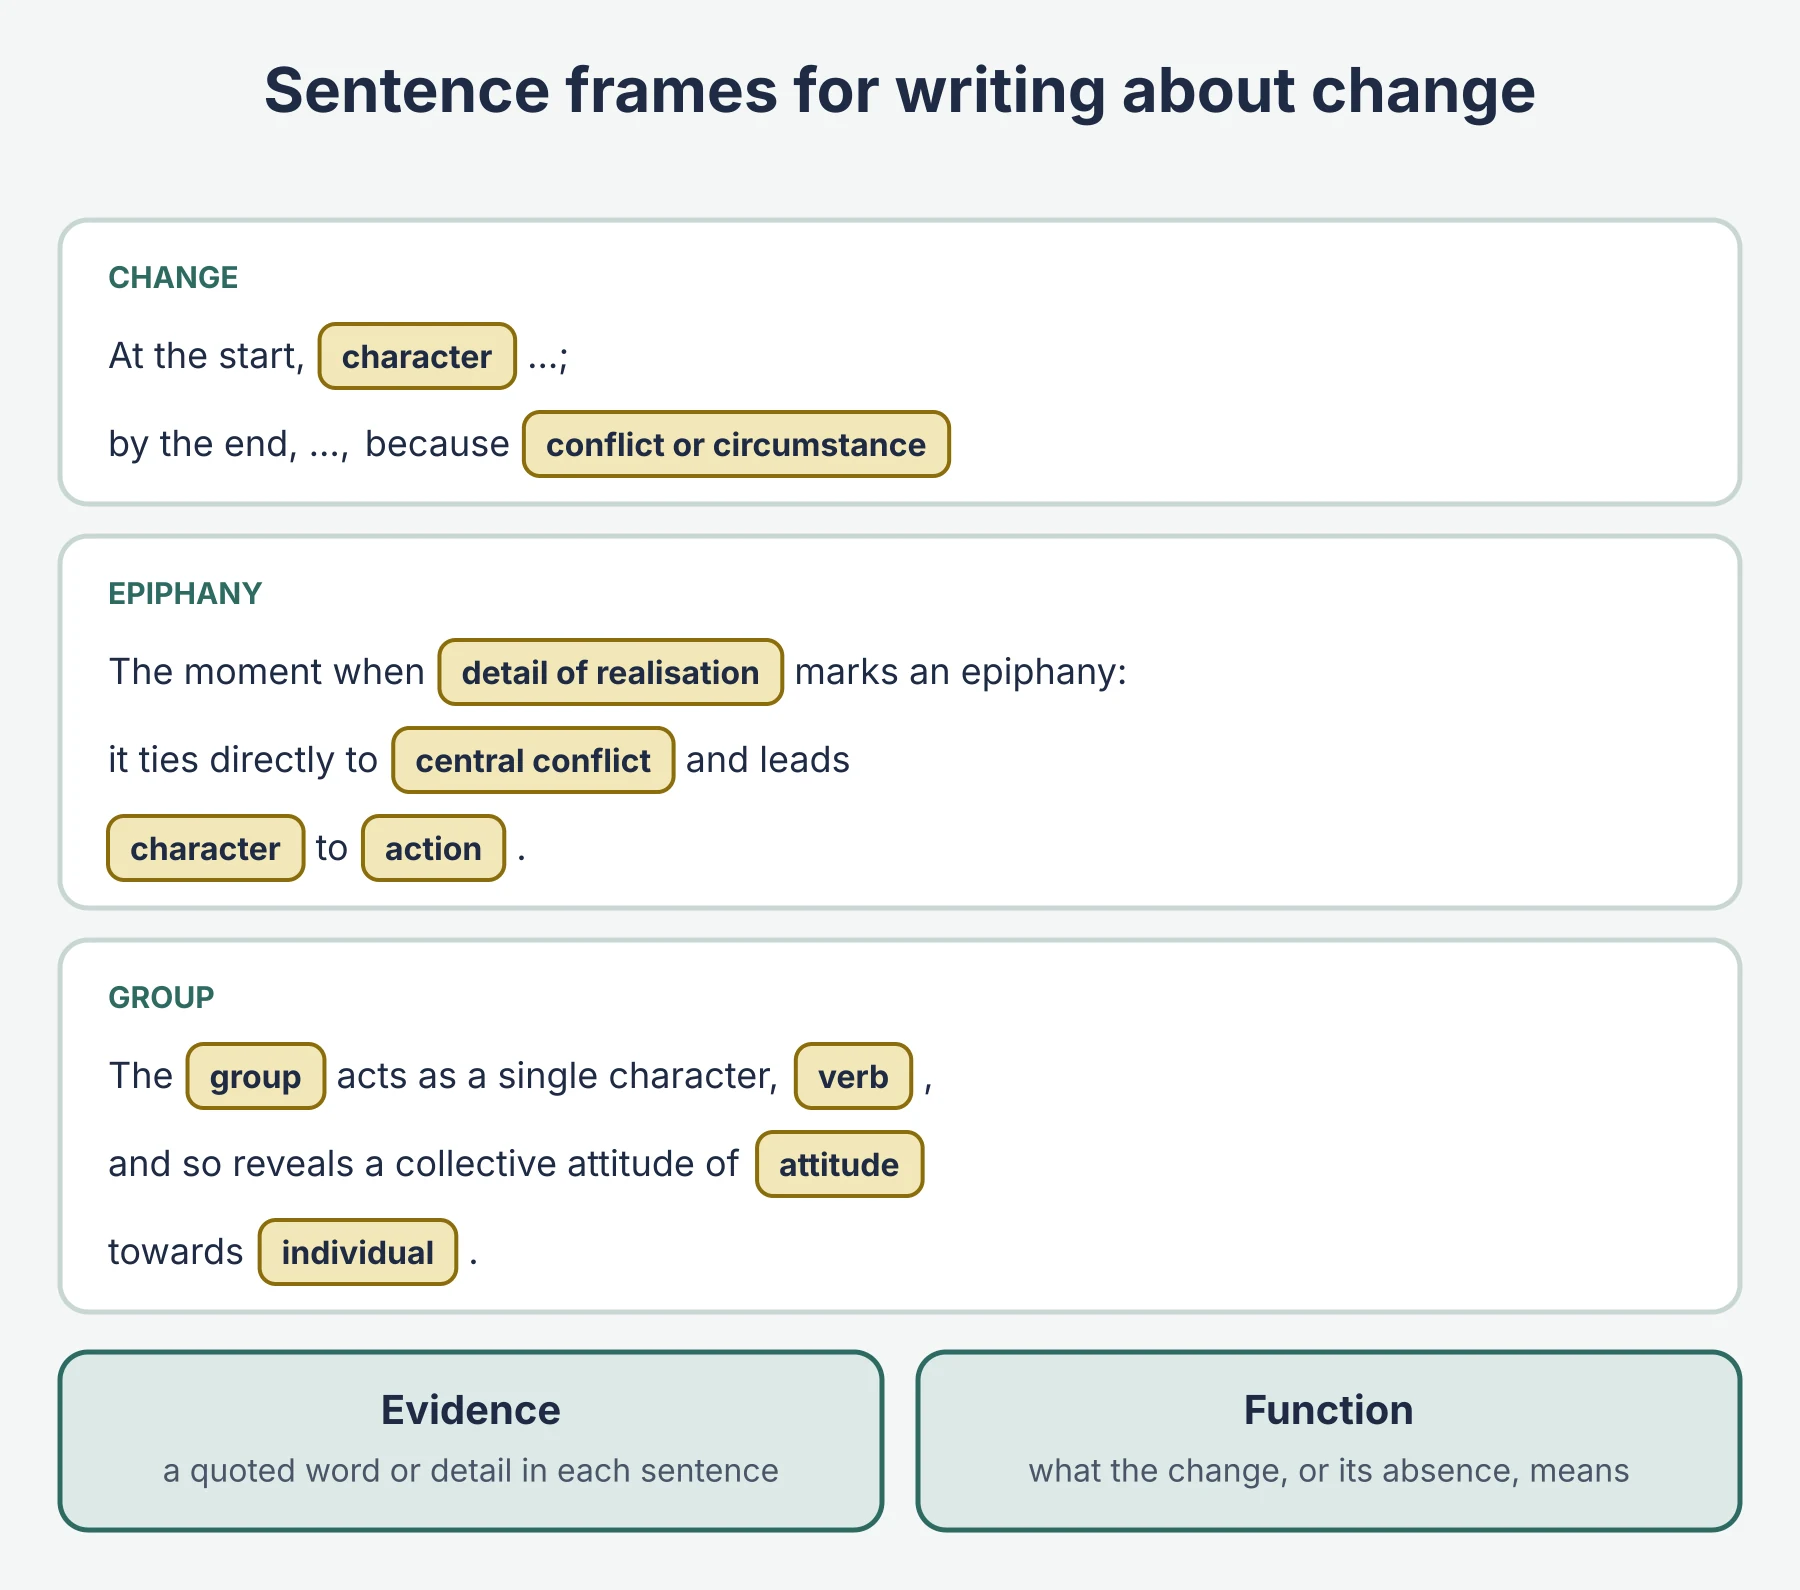 Sentence frames for writing about change
CHANGE
At the start, character ...;
by the end, ..., because conflict or circumstance
EPIPHANY
The moment when detail of realisation marks an epiphany:
it ties directly to central conflict and leads
character to action .
GROUP
The group acts as a single character, verb ,
and so reveals a collective attitude of attitude
towards individual .
Evidence
a quoted word or detail in each sentence
Function
what the change, or its absence, means